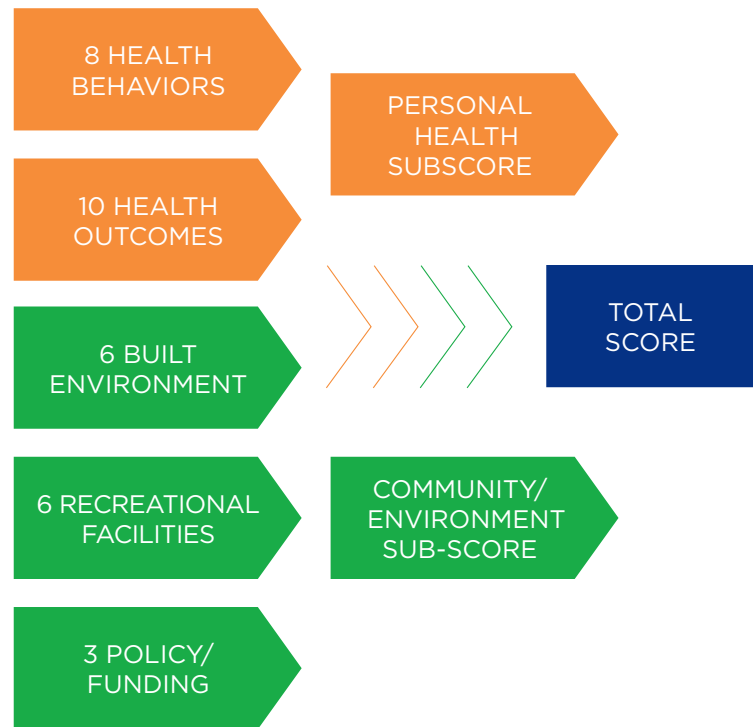 8 HEALTH
BEHAVIORS
PERSONAL
HEALTH
SUBSCORE
10 HEALTH
OUTCOMES
6 BUILT
ENVIRONMENT
TOTAL
SCORE
6 RECREATIONAL
FACILITIES
COMMUNITY/
ENVIRONMENT
SUB-SCORE
3 POLICY/
FUNDING